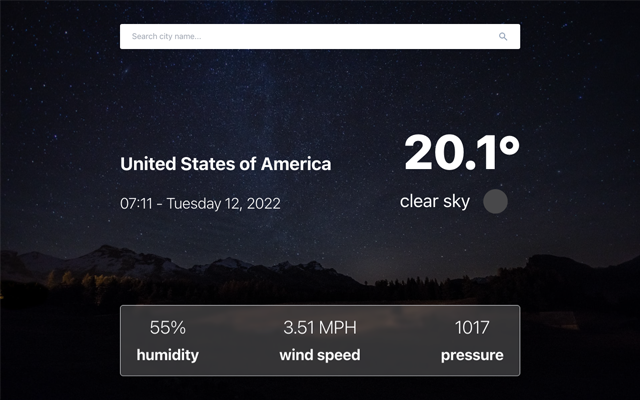 Search city name...
United States of America
20.1°
07:11 - Tuesday 12, 2022
clear sky
55%
3.51 MPH
1017
humidity
wind speed
pressure